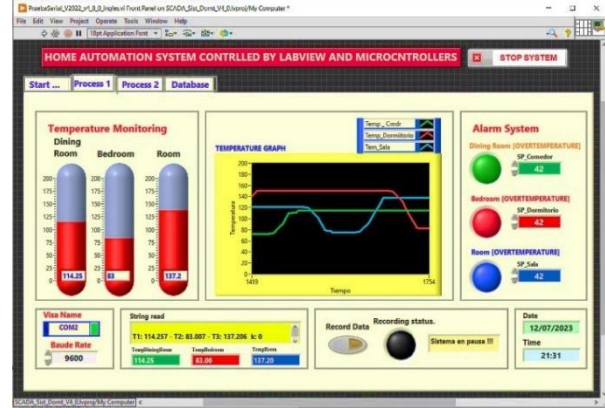 PruebaSerial_V2022_v4_0_0_Ingles.vi Front Panel on SCADA_Sist_Domt_V4_0.lvproj/My Computer *
File Edit View Project Operate Tools Window Help
18pt Application Font
HOME AUTOMATION SYSTEM CONTRLLED BY LABVIEW AND MICROCNTROLLERS
STOP SYSTEM
Start ... Process 1 Process 2 Database
Temperature Monitoring
Dining
Room Bedroom Room
200-
175-
150-
125-
100-
75-
50-
25-
0-
114.25 83 137.2
TEMPERATURE GRAPH
Temp_Cmdr
Temp_Dormitorio
Tem_Sala
Temperature
200-
180-
160-
140-
120-
100-
80-
60-
40-
20-
0-
1419 1754
Tiempo
Alarm System
Dining Room [OVERTEMPERATURE]
SP_Comedor
42
Bedroom [OVERTEMPERATURE]
SP_Dormitorio
42
Room [OVERTEMPERATURE]
SP_Sala
42
Visa Name
COM2
Baude Rate
9600
String read
T1: 114.257 - T2: 83.007 - T3: 137.206 k: 0
TempDiningRoom TempBedroom TempRoom
114.25 83.00 137.20
Record Data
Recording status.
Sistema en pausa !!!
Date
12/07/2023
Time
21:31
SCADA_Sist_Domt_V4_0.lvproj/My Computer